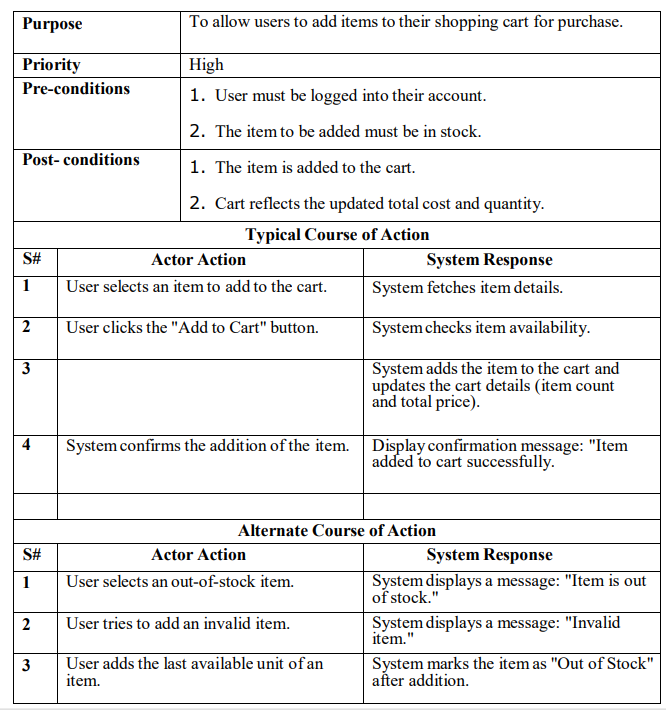 Purpose
To allow users to add items to their shopping cart for purchase.
Priority
High
Pre-conditions
1. User must be logged into their account.
2. The item to be added must be in stock.
Post- conditions
1. The item is added to the cart.
2. Cart reflects the updated total cost and quantity.
Typical Course of Action
S#
Actor Action
System Response
1
User selects an item to add to the cart.
System fetches item details.
2
User clicks the "Add to Cart" button.
System checks item availability.
3
System adds the item to the cart and
updates the cart details (item count
and total price).
4
System confirms the addition of the item.
Display confirmation message: "Item
added to cart successfully.
Alternate Course of Action
S#
Actor Action
System Response
1
User selects an out-of-stock item.
System displays a message: "Item is out
of stock."
2
User tries to add an invalid item.
System displays a message: "Invalid
item."
3
User adds the last available unit of an
item.
System marks the item as "Out of Stock"
after addition.